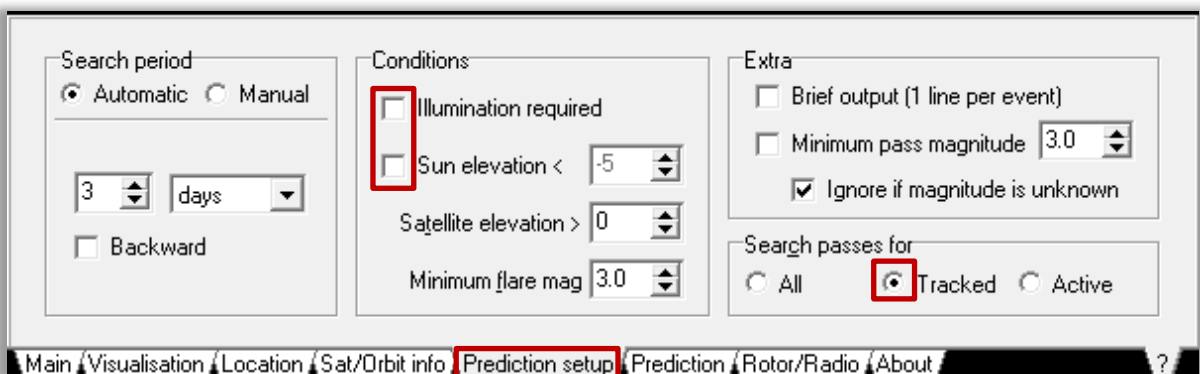 Search period
Automatic Manual
3 days
Backward
Conditions
Illumination required
Sun elevation < -5
Satellite elevation > 0
Minimum flare mag 3.0
Extra
Brief output (1 line per event)
Minimum pass magnitude 3.0
Ignore if magnitude is unknown
Search passes for
All Tracked Active
Main Visualisation Location Sat/Orbit info Prediction setup Prediction Rotor/Radio About ?